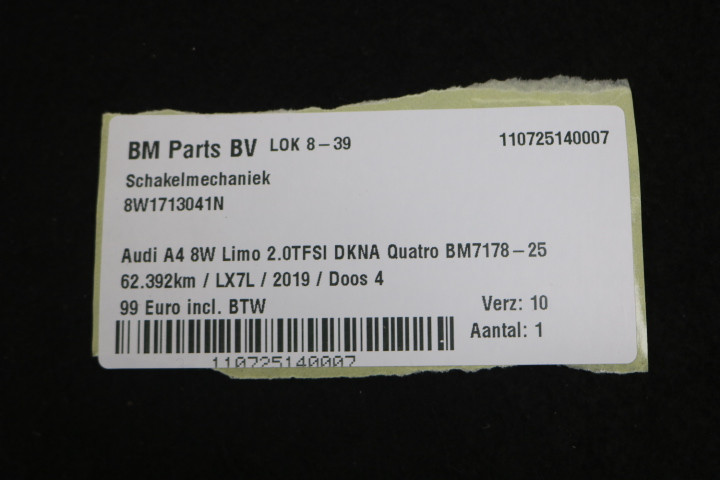 BM Parts BV LOK 8-39 110725140007
Schakelmechaniek
8W1713041N
Audi A4 8W Limo 2.0TFSI DKNA Quatro BM7178-25
62.392km / LX7L / 2019 / Doos 4
99 Euro incl. BTW Verz: 10
Aantal: 1
110725140007